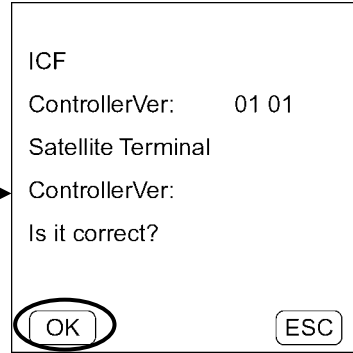 ICF
ControllerVer: 01 01
Satellite Terminal
ControllerVer:
Is it correct?
OK ESC